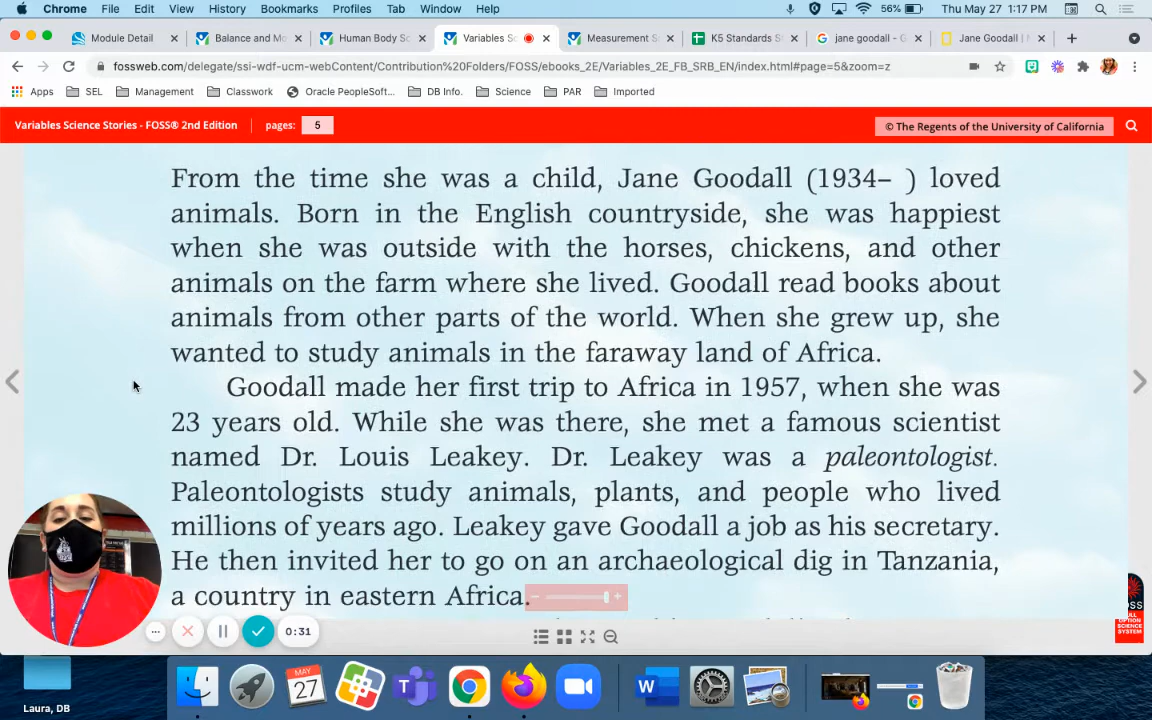 Chrome File Edit View History Bookmarks Profiles Tab Window Help 56% Thu May 27 1:17 PM
Module Detail Balance and Mo Human Body Sc Variables Sc Measurement S K5 Standards S jane goodall - G Jane Goodall | N
fossweb.com/delegate/ssi-wdf-ucm-webContent/Contribution%20Folders/FOSS/ebooks_2E/Variables_2E_FB_SRB_EN/index.html#page=5&zoom=z
Apps SEL Management Classwork Oracle PeopleSoft... DB Info. Science PAR Imported
Variables Science Stories - FOSS® 2nd Edition pages: 5 © The Regents of the University of California
From the time she was a child, Jane Goodall (1934– ) loved
animals. Born in the English countryside, she was happiest
when she was outside with the horses, chickens, and other
animals on the farm where she lived. Goodall read books about
animals from other parts of the world. When she grew up, she
wanted to study animals in the faraway land of Africa.
Goodall made her first trip to Africa in 1957, when she was
23 years old. While she was there, she met a famous scientist
named Dr. Louis Leakey. Dr. Leakey was a paleontologist.
Paleontologists study animals, plants, and people who lived
millions of years ago. Leakey gave Goodall a job as his secretary.
He then invited her to go on an archaeological dig in Tanzania,
a country in eastern Africa.
0:31
OSS
FULL
OPTION
SCIENCE
SYSTEM
MAY
27
Laura, DB